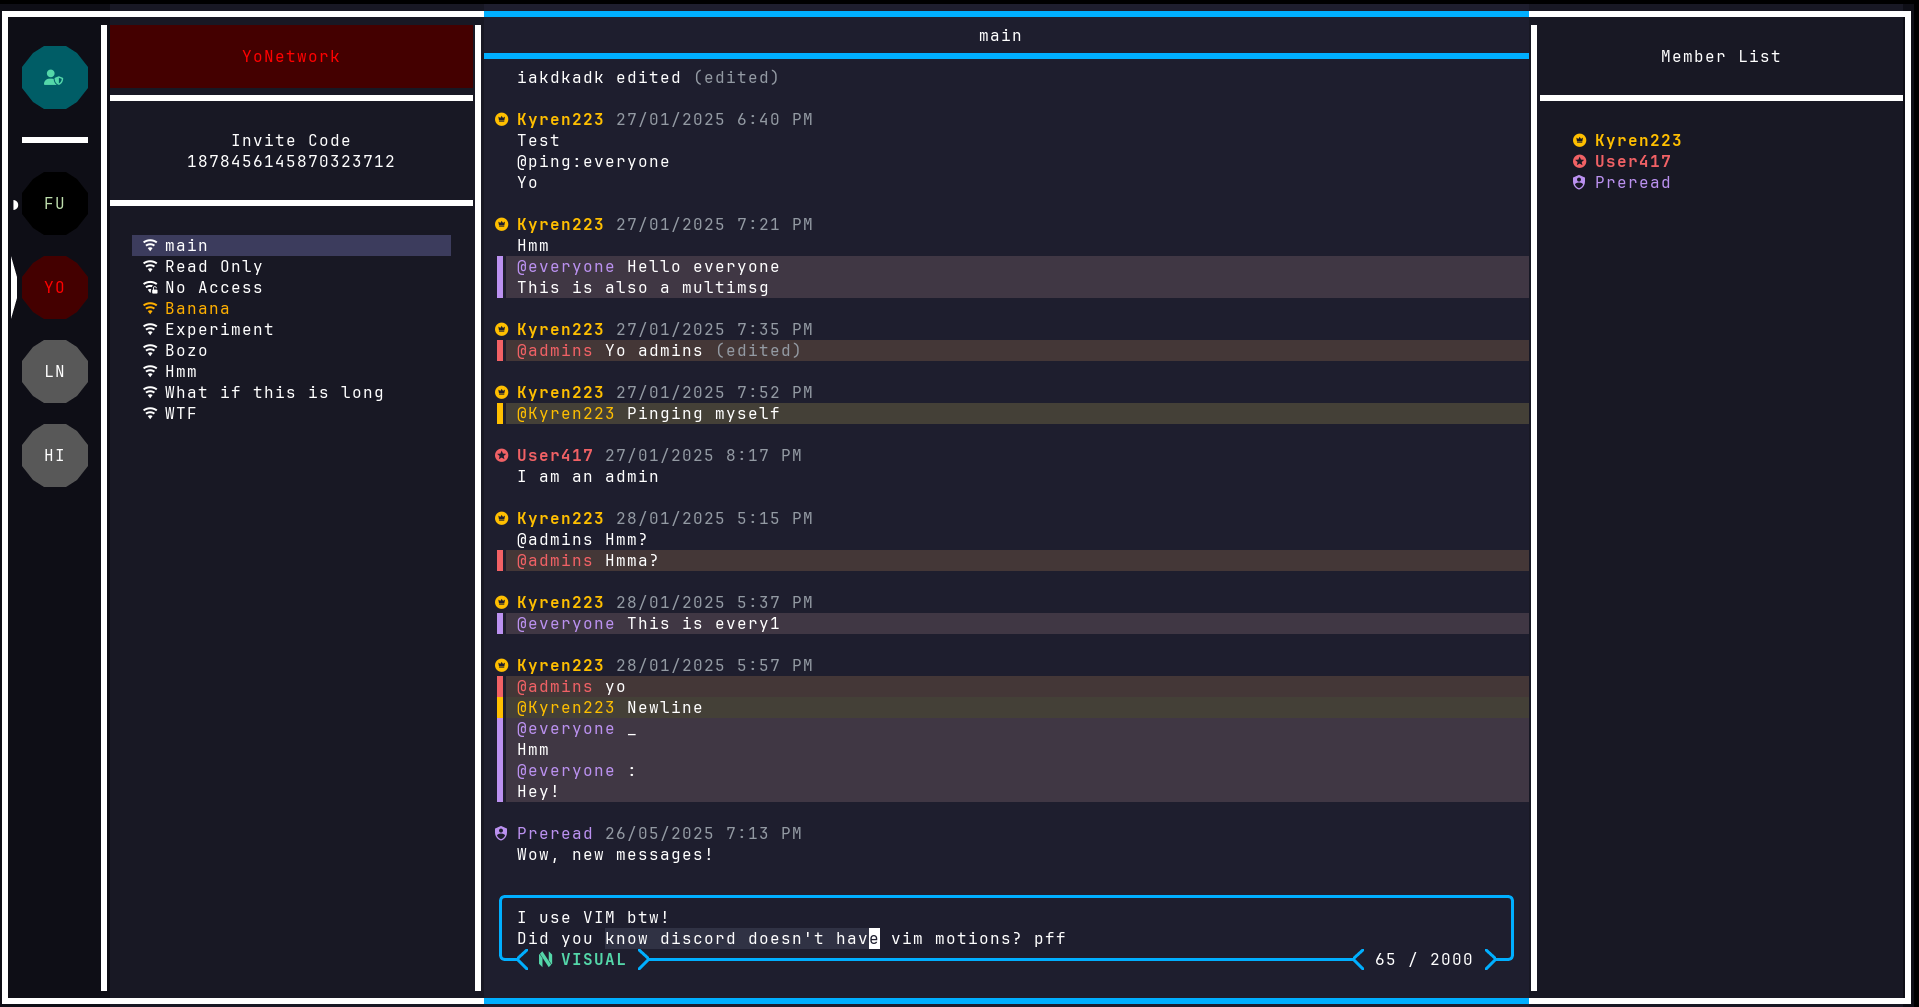 FU
YO
LN
HI
YoNetwork
Invite Code
1878456145870323712
main
Read Only
No Access
Banana
Experiment
Bozo
Hmm
What if this is long
WTF
main
iakdkadk edited (edited)
Kyren223 27/01/2025 6:40 PM
Test
@ping:everyone
Yo
Kyren223 27/01/2025 7:21 PM
Hmm
@everyone Hello everyone
This is also a multimsg
Kyren223 27/01/2025 7:35 PM
@admins Yo admins (edited)
Kyren223 27/01/2025 7:52 PM
@Kyren223 Pinging myself
User417 27/01/2025 8:17 PM
I am an admin
Kyren223 28/01/2025 5:15 PM
@admins Hmm?
@admins Hmma?
Kyren223 28/01/2025 5:37 PM
@everyone This is every1
Kyren223 28/01/2025 5:57 PM
@admins yo
@Kyren223 Newline
@everyone _
Hmm
@everyone :
Hey!
Preread 26/05/2025 7:13 PM
Wow, new messages!
I use VIM btw!
Did you know discord doesn't have vim motions? pff
VISUAL
65 / 2000
Member List
Kyren223
User417
Preread